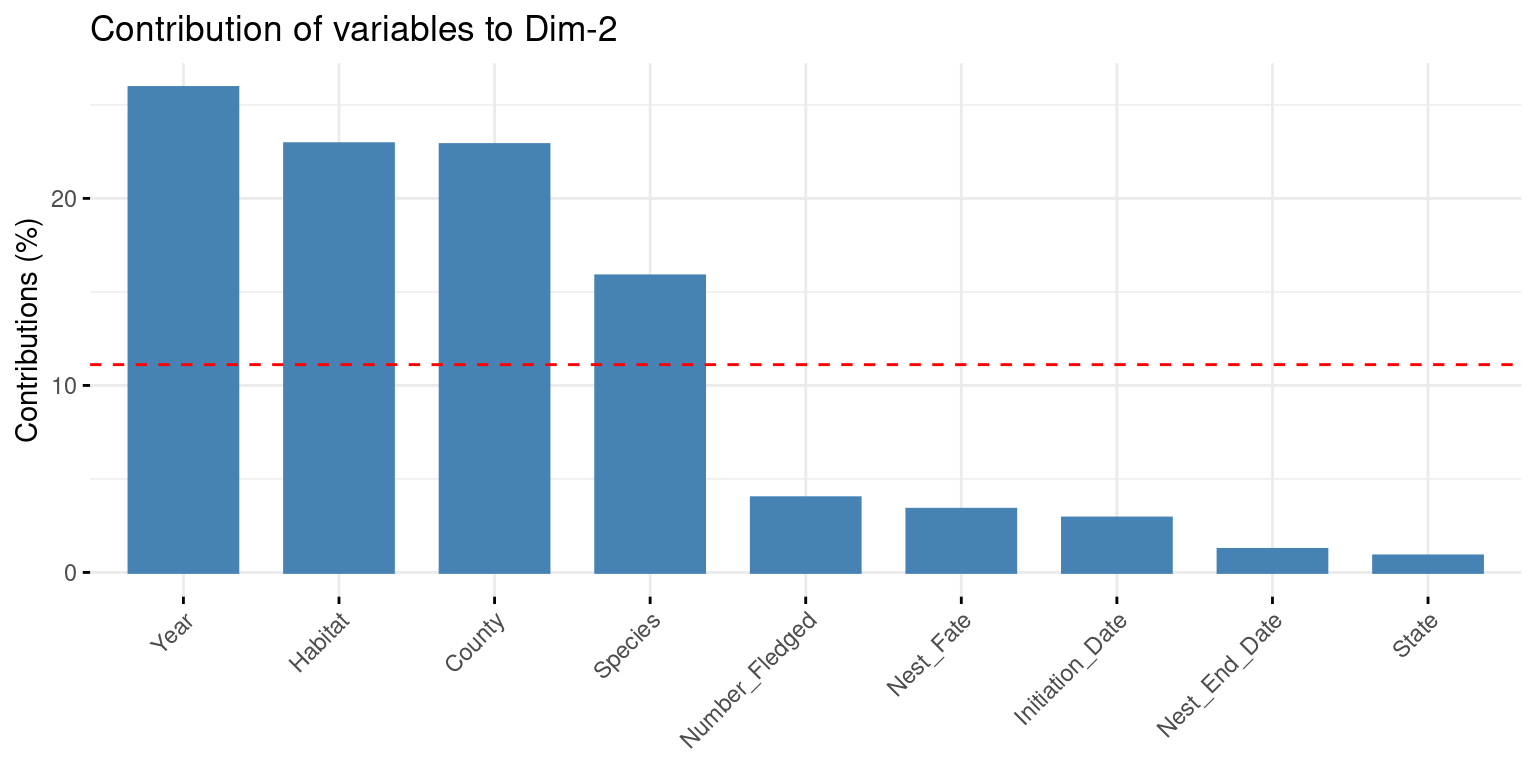 Contribution of variables to Dim-2
Contributions (%)
20
10
0
Year
Habitat
County
Species
Number_Fledged
Nest_Fate
Initiation_Date
Nest_End_Date
State